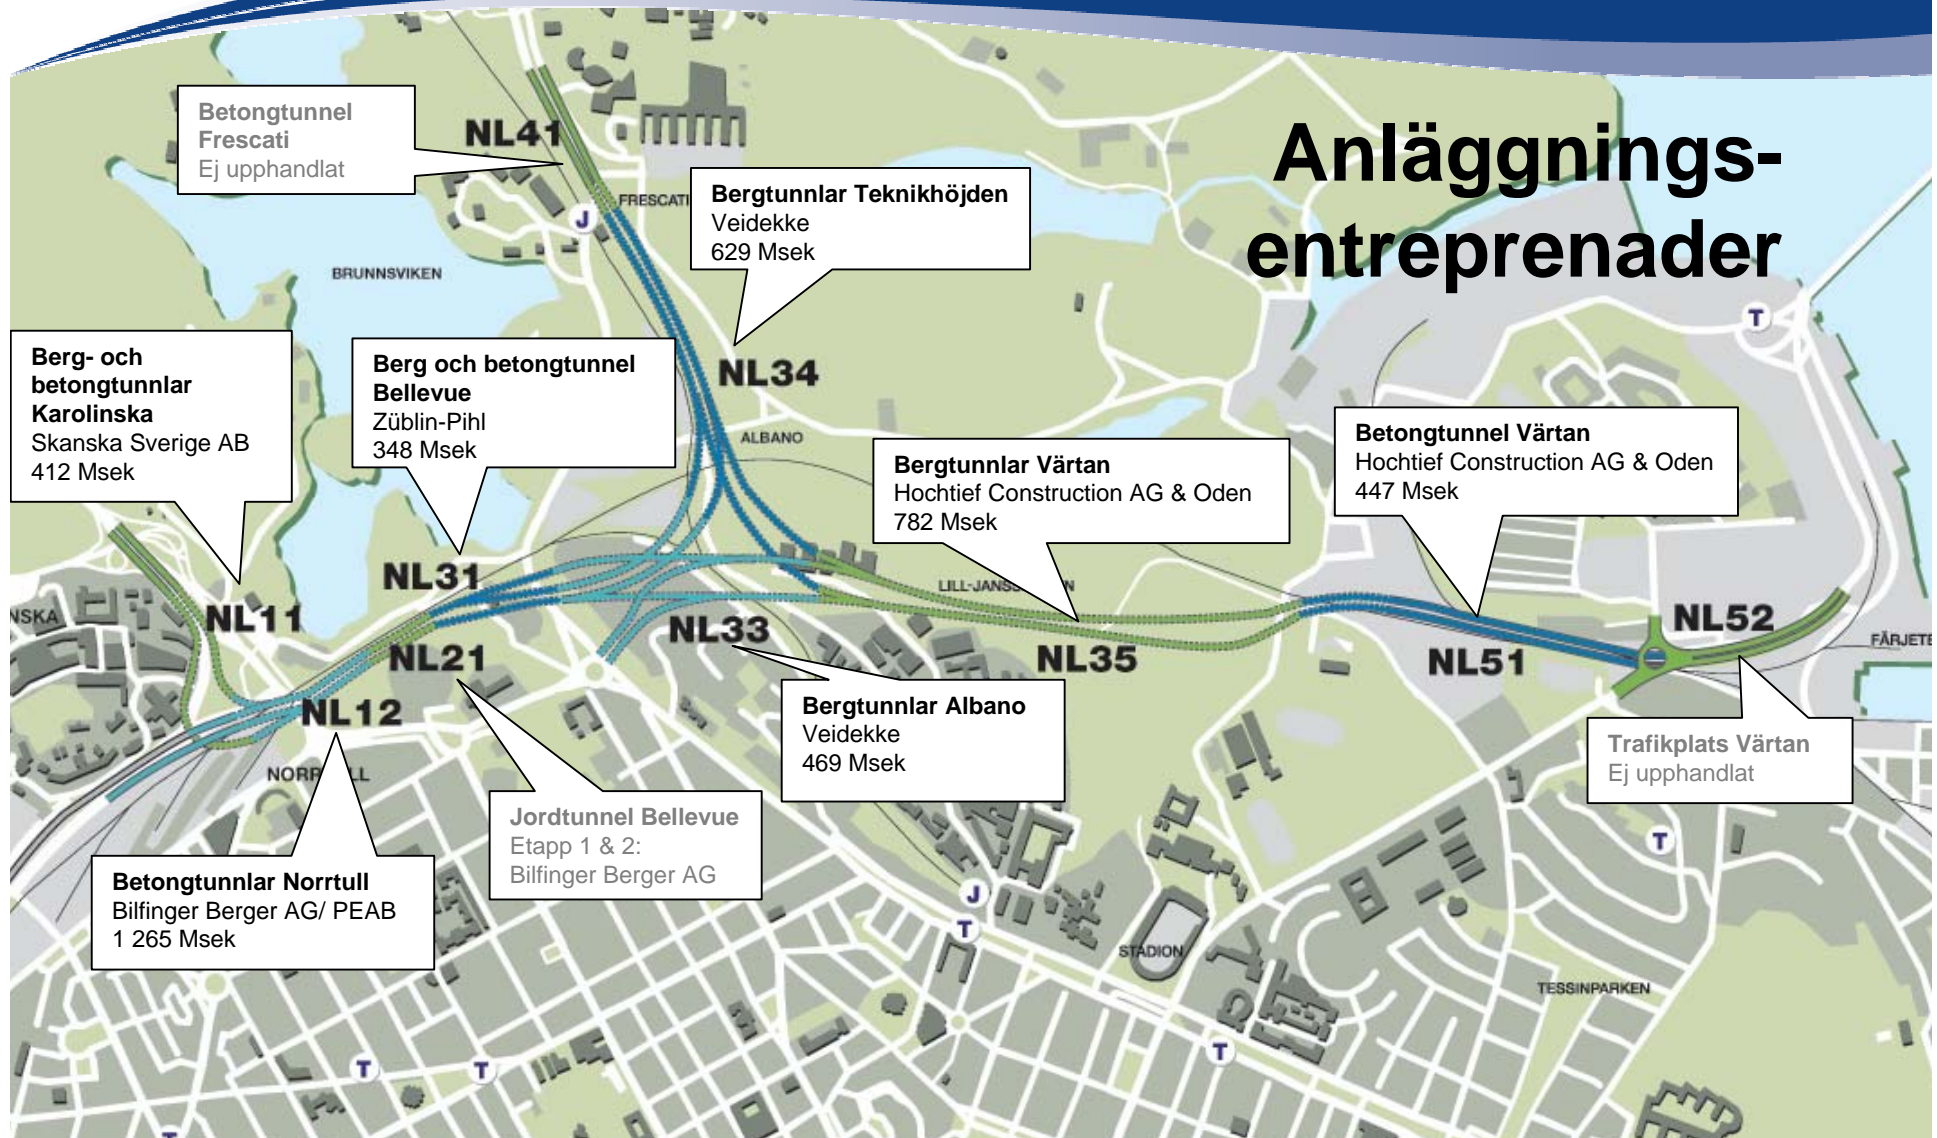 Anläggnings-
entreprenader
Betongtunnel
Frescati
Ej upphandlat
NL41
FRESCATI
J
Bergtunnlar Teknikhöjden
Veidekke
629 Msek
BRUNNSVIKEN
T
Berg- och
betongtunnlar
Karolinska
Skanska Sverige AB
412 Msek
Berg och betongtunnel
Bellevue
Züblin-Pihl
348 Msek
NL34
ALBANO
Bergtunnlar Värtan
Hochtief Construction AG & Oden
782 Msek
Betongtunnel Värtan
Hochtief Construction AG & Oden
447 Msek
NL31
NL11
NL21
NL33
NL35
NL51
NL52
NL12
Bergtunnlar Albano
Veidekke
469 Msek
Trafikplats Värtan
Ej upphandlat
Jordtunnel Bellevue
Etapp 1 & 2:
Bilfinger Berger AG
Betongtunnlar Norrtull
Bilfinger Berger AG/ PEAB
1 265 Msek
T
J
T
STADION
TESSINPARKEN
T
T
T